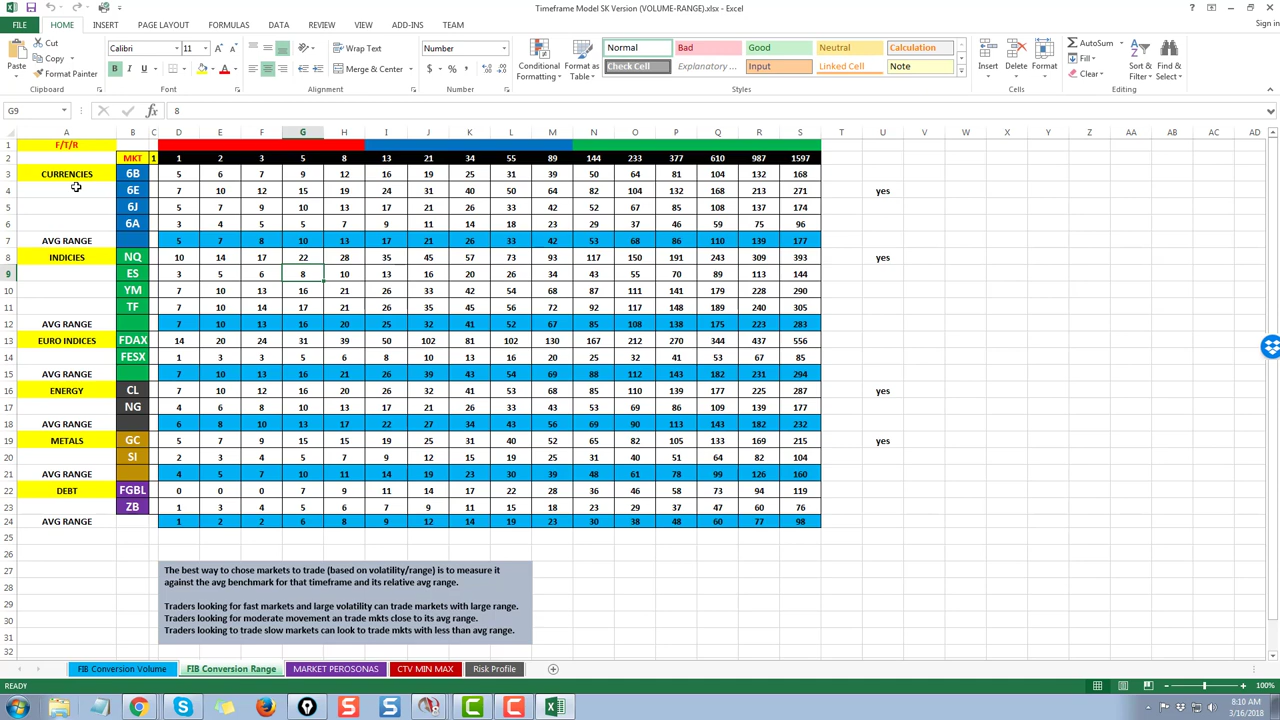 Timeframe Model SK Version (VOLUME-RANGE).xlsx - Excel
FILE HOME INSERT PAGE LAYOUT FORMULAS DATA REVIEW VIEW ADD-INS TEAM Sign in
Cut
Copy
Format Painter
Paste
Clipboard
Calibri 11
B I U
Font
Wrap Text
Merge & Center
Alignment
Number
$ % ,
Number
Conditional Formatting
Format as Table
Normal Bad Good Neutral Calculation
Check Cell Explanatory ... Input Linked Cell Note
Styles
Insert Delete Format
Cells
AutoSum
Fill
Clear
Sort & Filter
Find & Select
Editing
G9 fx 8
A B C D E F G H I J K L M N O P Q R S T U V W X Y Z AA AB AC AD
1 F/T/R
2 MKT 1 1 2 3 5 8 13 21 34 55 89 144 233 377 610 987 1597
3 CURRENCIES 6B 5 6 7 9 12 16 19 25 31 39 50 64 81 104 132 168
4 6E 7 10 12 15 19 24 31 40 50 64 82 104 132 168 213 271 yes
5 6J 5 7 9 10 13 17 21 26 33 42 52 67 85 108 137 174
6 6A 3 4 5 5 7 9 11 14 18 23 29 37 46 59 75 96
7 AVG RANGE 5 7 8 10 13 17 21 26 33 42 53 68 86 110 139 177
8 INDICIES NQ 10 14 17 22 28 35 45 57 73 93 117 150 191 243 309 393 yes
9 ES 3 5 6 8 10 13 16 20 26 34 43 55 70 89 113 144
10 YM 7 10 13 16 21 26 33 42 54 68 87 111 141 179 228 290
11 TF 7 10 14 17 21 26 35 45 56 72 92 117 148 189 240 305
12 AVG RANGE 7 10 13 16 20 25 32 41 52 67 85 108 138 175 223 283
13 EURO INDICES FDAX 14 20 24 31 39 50 102 81 102 130 167 212 270 344 437 556
14 FESX 1 3 3 5 6 8 10 13 16 20 25 32 41 53 67 85
15 AVG RANGE 7 10 13 16 21 26 39 43 54 69 88 112 143 182 231 294
16 ENERGY CL 7 10 12 16 20 26 32 41 53 68 85 110 139 177 225 287 yes
17 NG 4 6 8 10 13 17 21 26 33 43 53 69 86 109 139 177
18 AVG RANGE 6 8 10 13 17 22 27 34 43 56 69 90 113 143 182 232
19 METALS GC 5 7 9 15 15 19 25 31 40 52 65 82 105 133 169 215 yes
20 SI 2 3 4 5 7 9 12 15 19 25 31 40 51 64 82 104
21 AVG RANGE 4 5 7 10 11 14 19 23 30 39 48 61 78 99 126 160
22 DEBT FGBL 0 0 0 7 9 11 14 17 22 28 36 46 58 73 94 119
23 ZB 1 3 4 5 6 7 9 11 15 18 23 29 37 47 60 76
24 AVG RANGE 1 2 2 6 8 9 12 14 19 23 30 38 48 60 77 98
25
26
27
28
29
30
31
32
The best way to chose markets to trade (based on volatility/range) is to measure it
against the avg benchmark for that timeframe and its relative avg range.
Traders looking for fast markets and large volatility can trade markets with large range.
Traders looking for moderate movement an trade mkts close to its avg range.
Traders looking to trade slow markets can look to trade mkts with less than avg range.
FIB Conversion Volume FIB Conversion Range MARKET PEROSONAS CTV MIN MAX Risk Profile
READY 100%
8:10 AM
3/16/2018